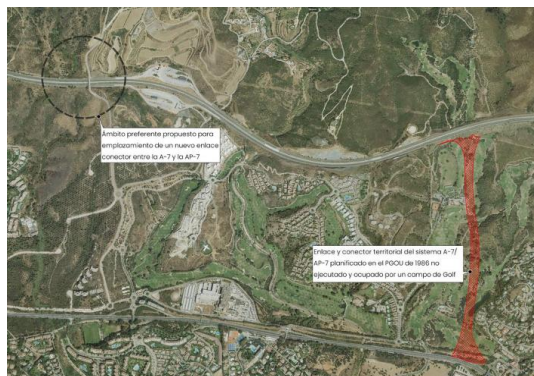 Ámbito preferente propuesto para
emplazamiento de un nuevo enlace
conector entre la A-7 y la AP-7
Enlace y conector territorial del sistema A-7/
AP-7 planificado en el PGOU de 1986 no
ejecutado y ocupado por un campo de Golf